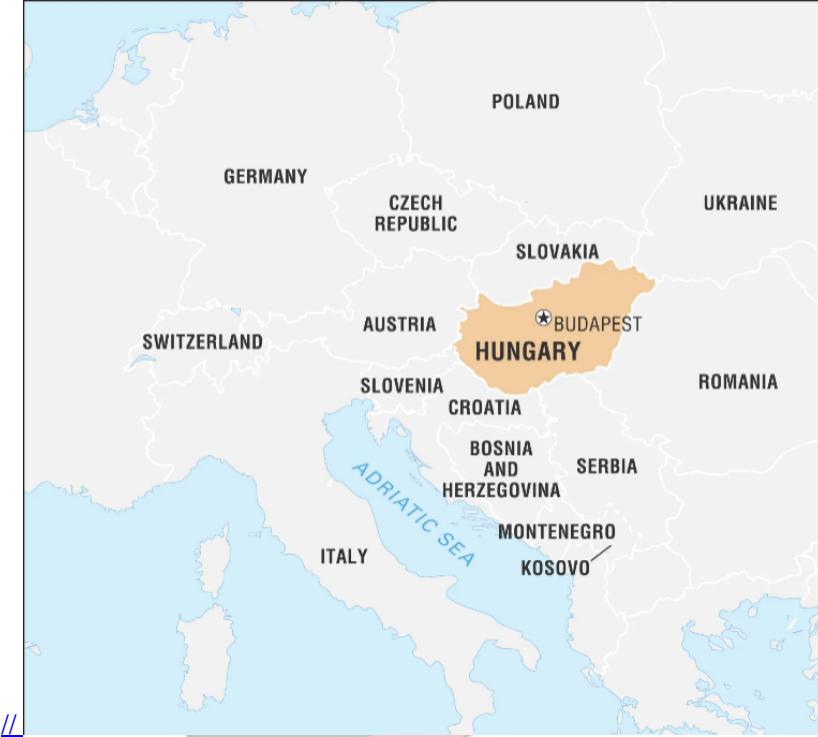 POLAND
GERMANY
CZECH
REPUBLIC
UKRAINE
SLOVAKIA
AUSTRIA
BUDAPEST
SWITZERLAND
HUNGARY
SLOVENIA
ROMANIA
CROATIA
BOSNIA
AND
HERZEGOVINA
SERBIA
ADRIATIC SEA
MONTENEGRO
ITALY
KOSOVO
//